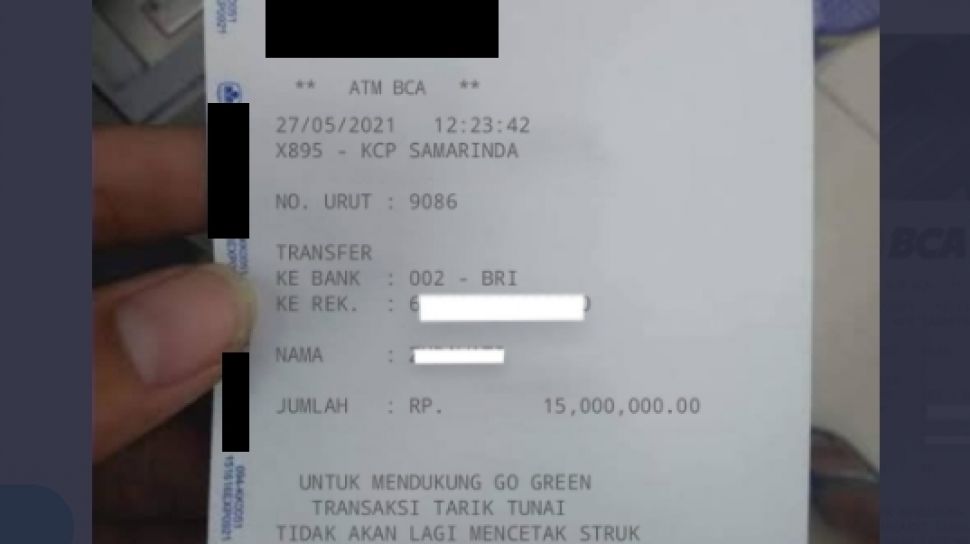 ** ATM BCA **
27/05/2021 12:23:42
X895 - KCP SAMARINDA
NO. URUT : 9086
TRANSFER
KE BANK : 002 - BRI
KE REK. : 6
NAMA :
JUMLAH : RP. 15,000,000.00
UNTUK MENDUKUNG GO GREEN
TRANSAKSI TARIK TUNAI
TIDAK AKAN LAGI MENCETAK STRUK
BCA